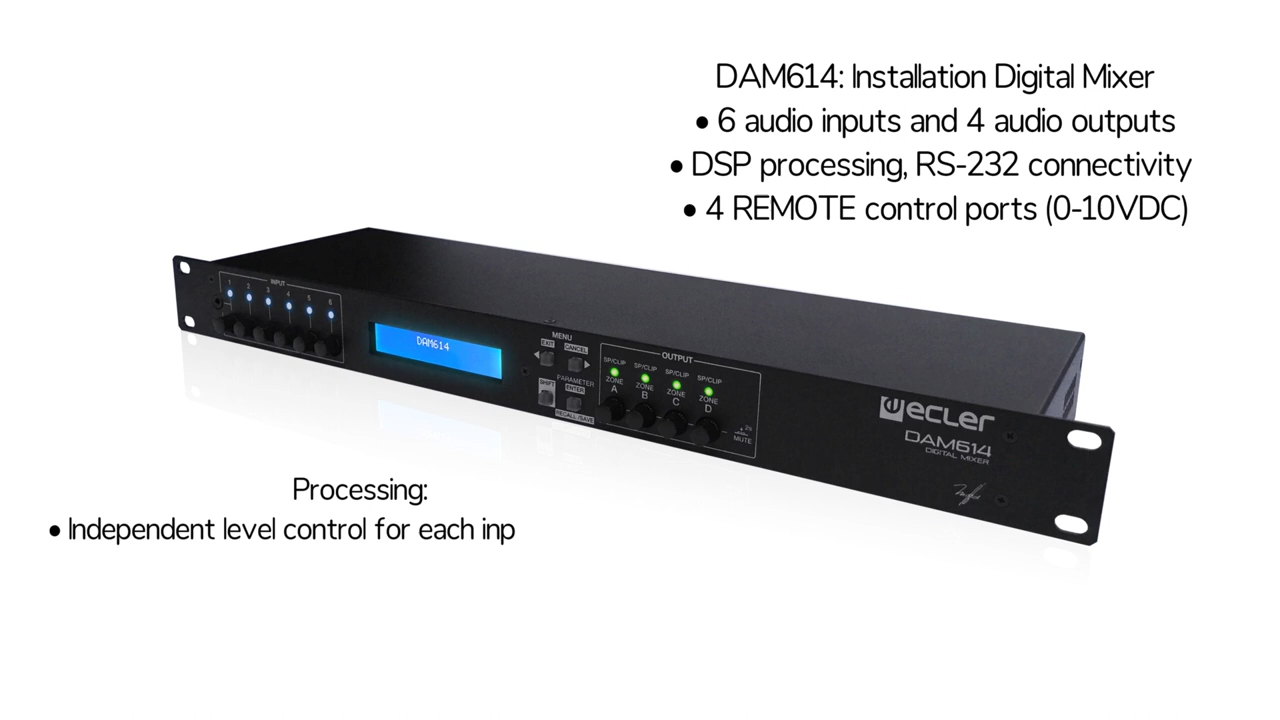 DAM614: Installation Digital Mixer
• 6 audio inputs and 4 audio outputs
• DSP processing, RS-232 connectivity
• 4 REMOTE control ports (0-10VDC)
INPUT
1 2 3 4 5 6
DAM614
MENU
EXIT CANCEL
PARAMETER
SHIFT ENTER
RECALL/SAVE
OUTPUT
SP/CLIP SP/CLIP SP/CLIP SP/CLIP
ZONE ZONE ZONE ZONE
A B C D
2s
MUTE
ecler
DAM614
DIGITAL MIXER
Processing:
• Independent level control for each inp